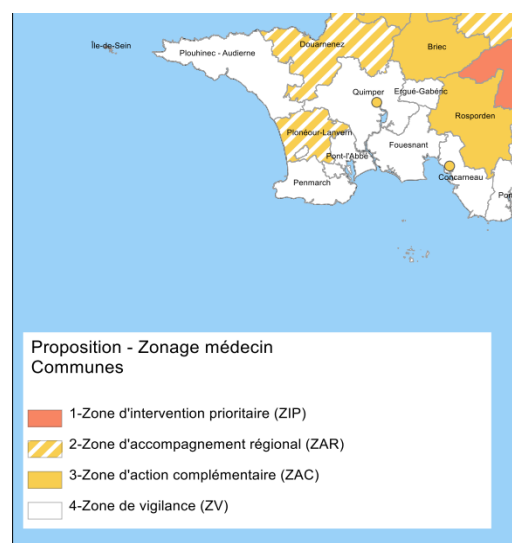 Île-de-Sein
Plouhinec - Audierne
Douarnenez
Briec
Quimper
Ergué-Gabéric
Rosporden
Plonéour-Lanvern
Fouesnant
Pont-l'Abbé
Concarneau
Penmarch
Pon
Proposition - Zonage médecin
Communes
1-Zone d'intervention prioritaire (ZIP)
2-Zone d'accompagnement régional (ZAR)
3-Zone d'action complémentaire (ZAC)
4-Zone de vigilance (ZV)